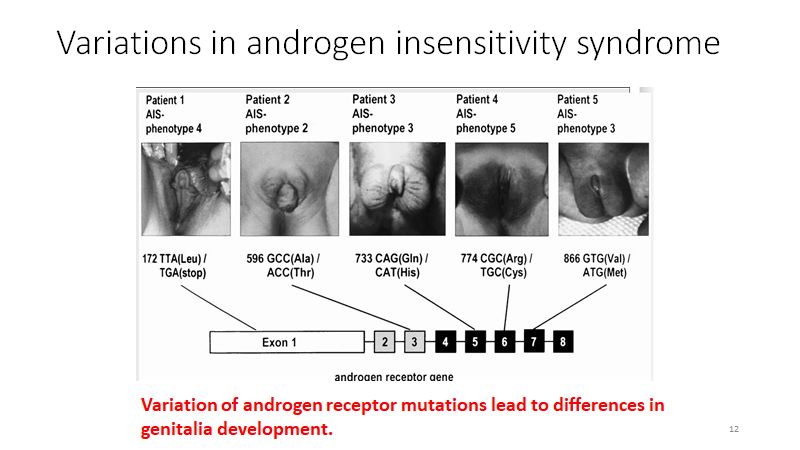 Variations in androgen insensitivity syndrome
Patient 1
AIS-
phenotype 4
Patient 2
AIS-
phenotype 2
Patient 3
AIS-
phenotype 3
Patient 4
AIS-
phenotype 5
Patient 5
AIS-
phenotype 3
172 TTA(Leu) /
TGA(stop)
596 GCC(Ala) /
ACC(Thr)
733 CAG(Gln) /
CAT(His)
774 CGC(Arg) /
TGC(Cys)
866 GTG(Val) /
ATG(Met)
Exon 1 2 3 4 5 6 7 8
androgen receptor gene
Variation of androgen receptor mutations lead to differences in
genitalia development.
12